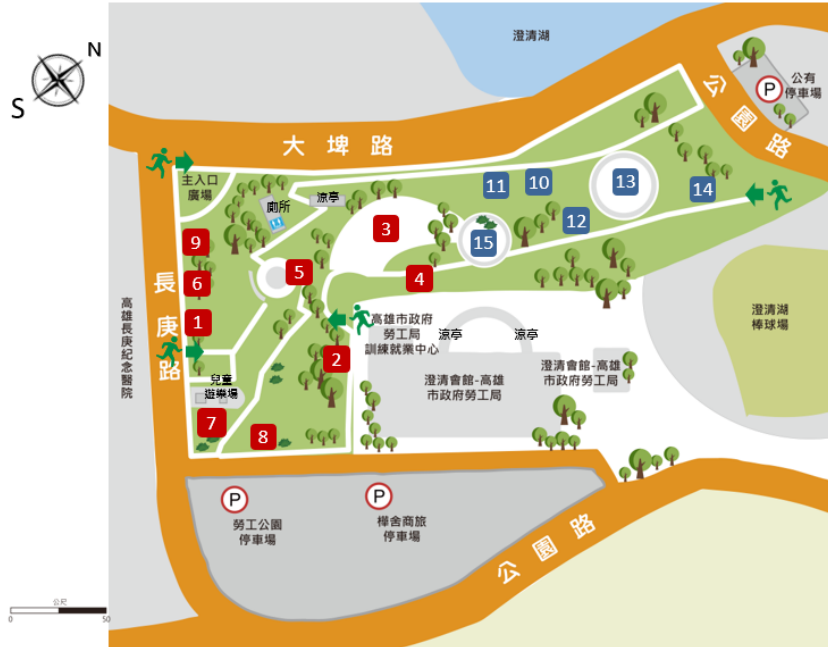 澄清湖
N
S
公園路
P
公有
停車場
大埤路
主入口
廣場
廁所
涼亭
11
10
13
14
12
15
3
9
5
4
6
長庚路
1
高雄長庚紀念醫院
2
高雄市政府
勞工局
訓練就業中心
涼亭
涼亭
澄清湖
棒球場
澄清會館-高雄
市政府勞工局
澄清會館-高雄
市政府勞工局
兒童
遊樂場
7
8
P
勞工公園
停車場
P
樺舍商旅
停車場
公園路
公尺
0
50